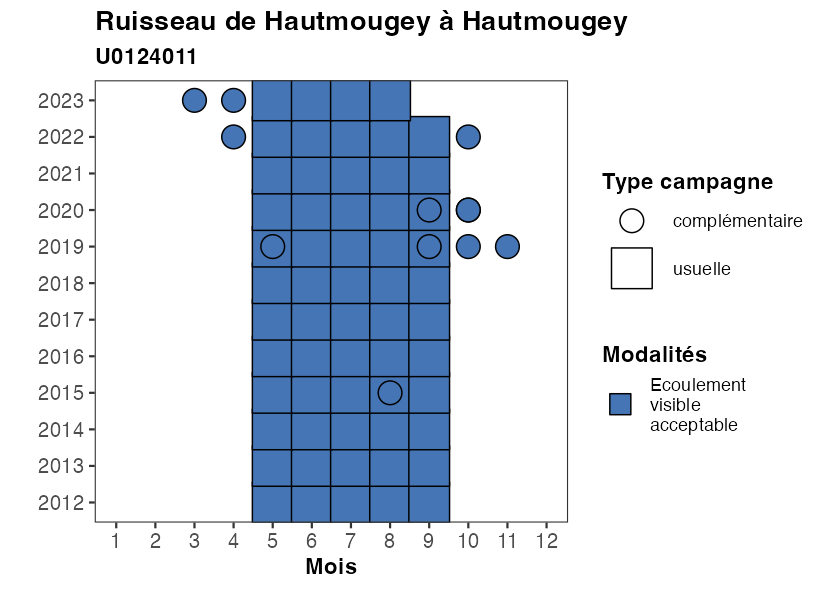 Ruisseau de Hautmougey à Hautmougey
U0124011
2023
2022
2021
2020
2019
2018
2017
2016
2015
2014
2013
2012
1 2 3 4 5 6 7 8 9 10 11 12
Mois
Type campagne
complémentaire
usuelle
Modalités
Ecoulement
visible
acceptable